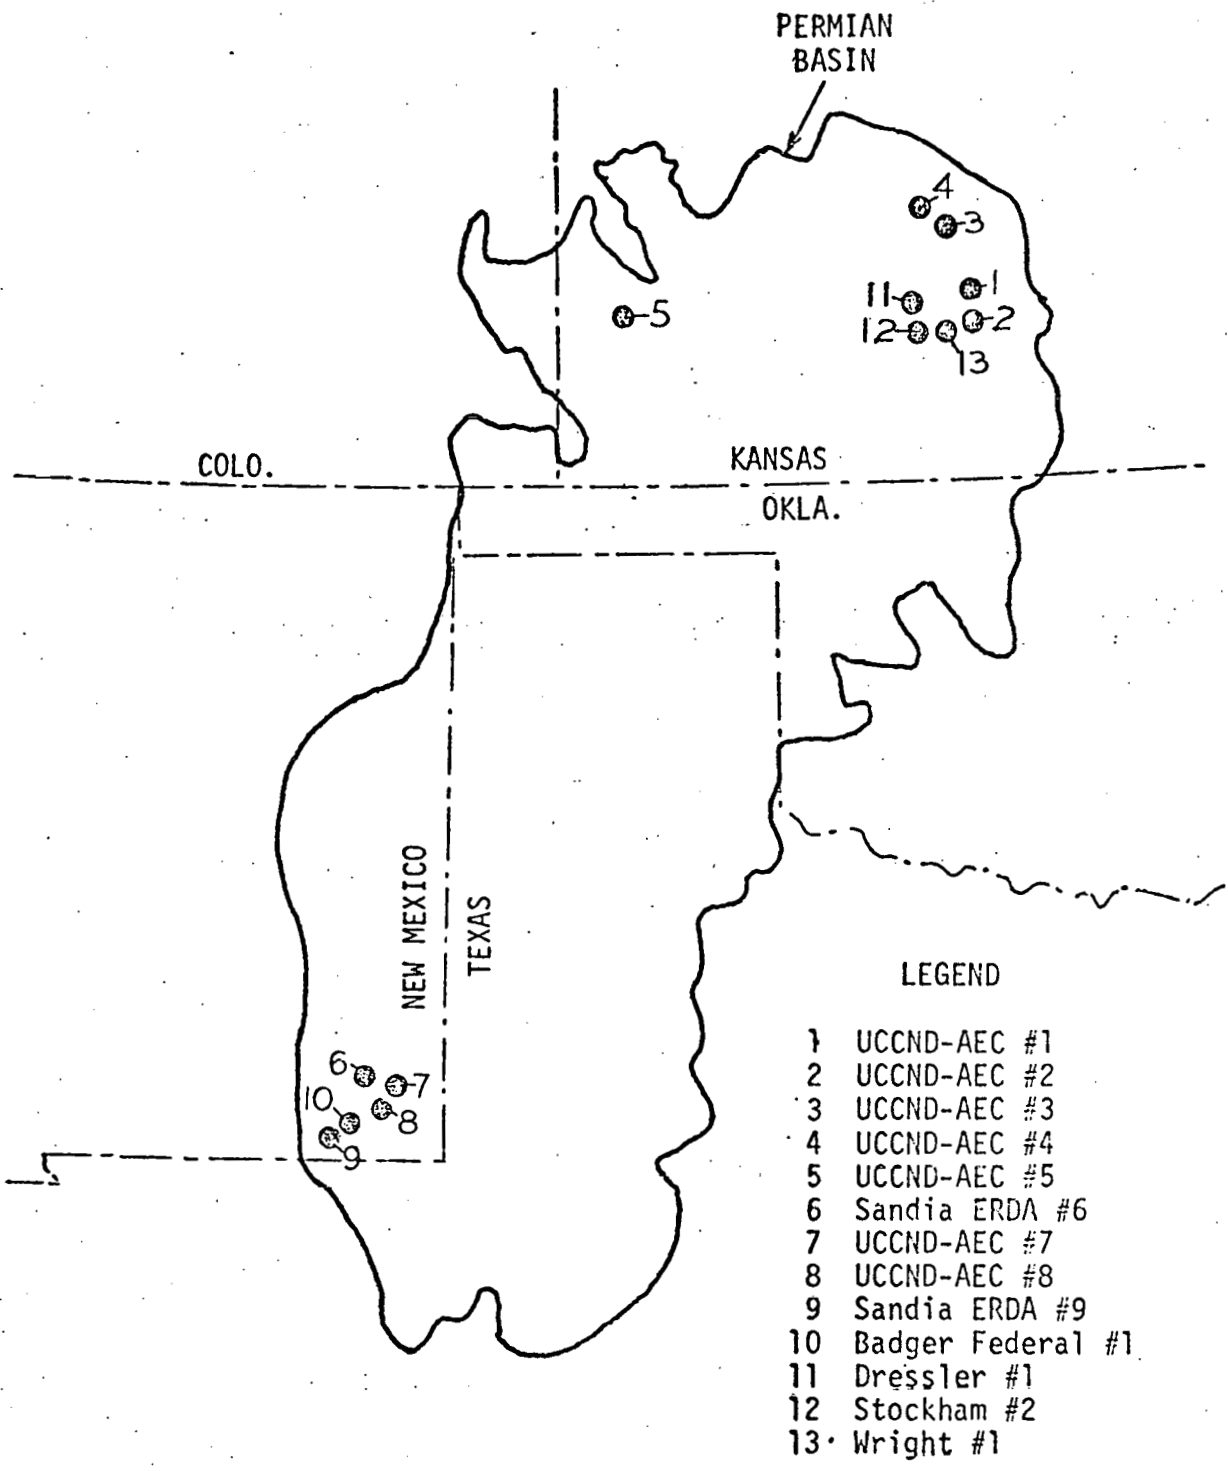 PERMIAN
BASIN
4
3
1
11
2
12
13
5
COLO.
KANSAS
OKLA.
NEW MEXICO
TEXAS
6
7
10
8
9
LEGEND
1 UCCND-AEC #1
2 UCCND-AEC #2
3 UCCND-AEC #3
4 UCCND-AEC #4
5 UCCND-AEC #5
6 Sandia ERDA #6
7 UCCND-AEC #7
8 UCCND-AEC #8
9 Sandia ERDA #9
10 Badger Federal #1
11 Dressler #1
12 Stockham #2
13 Wright #1